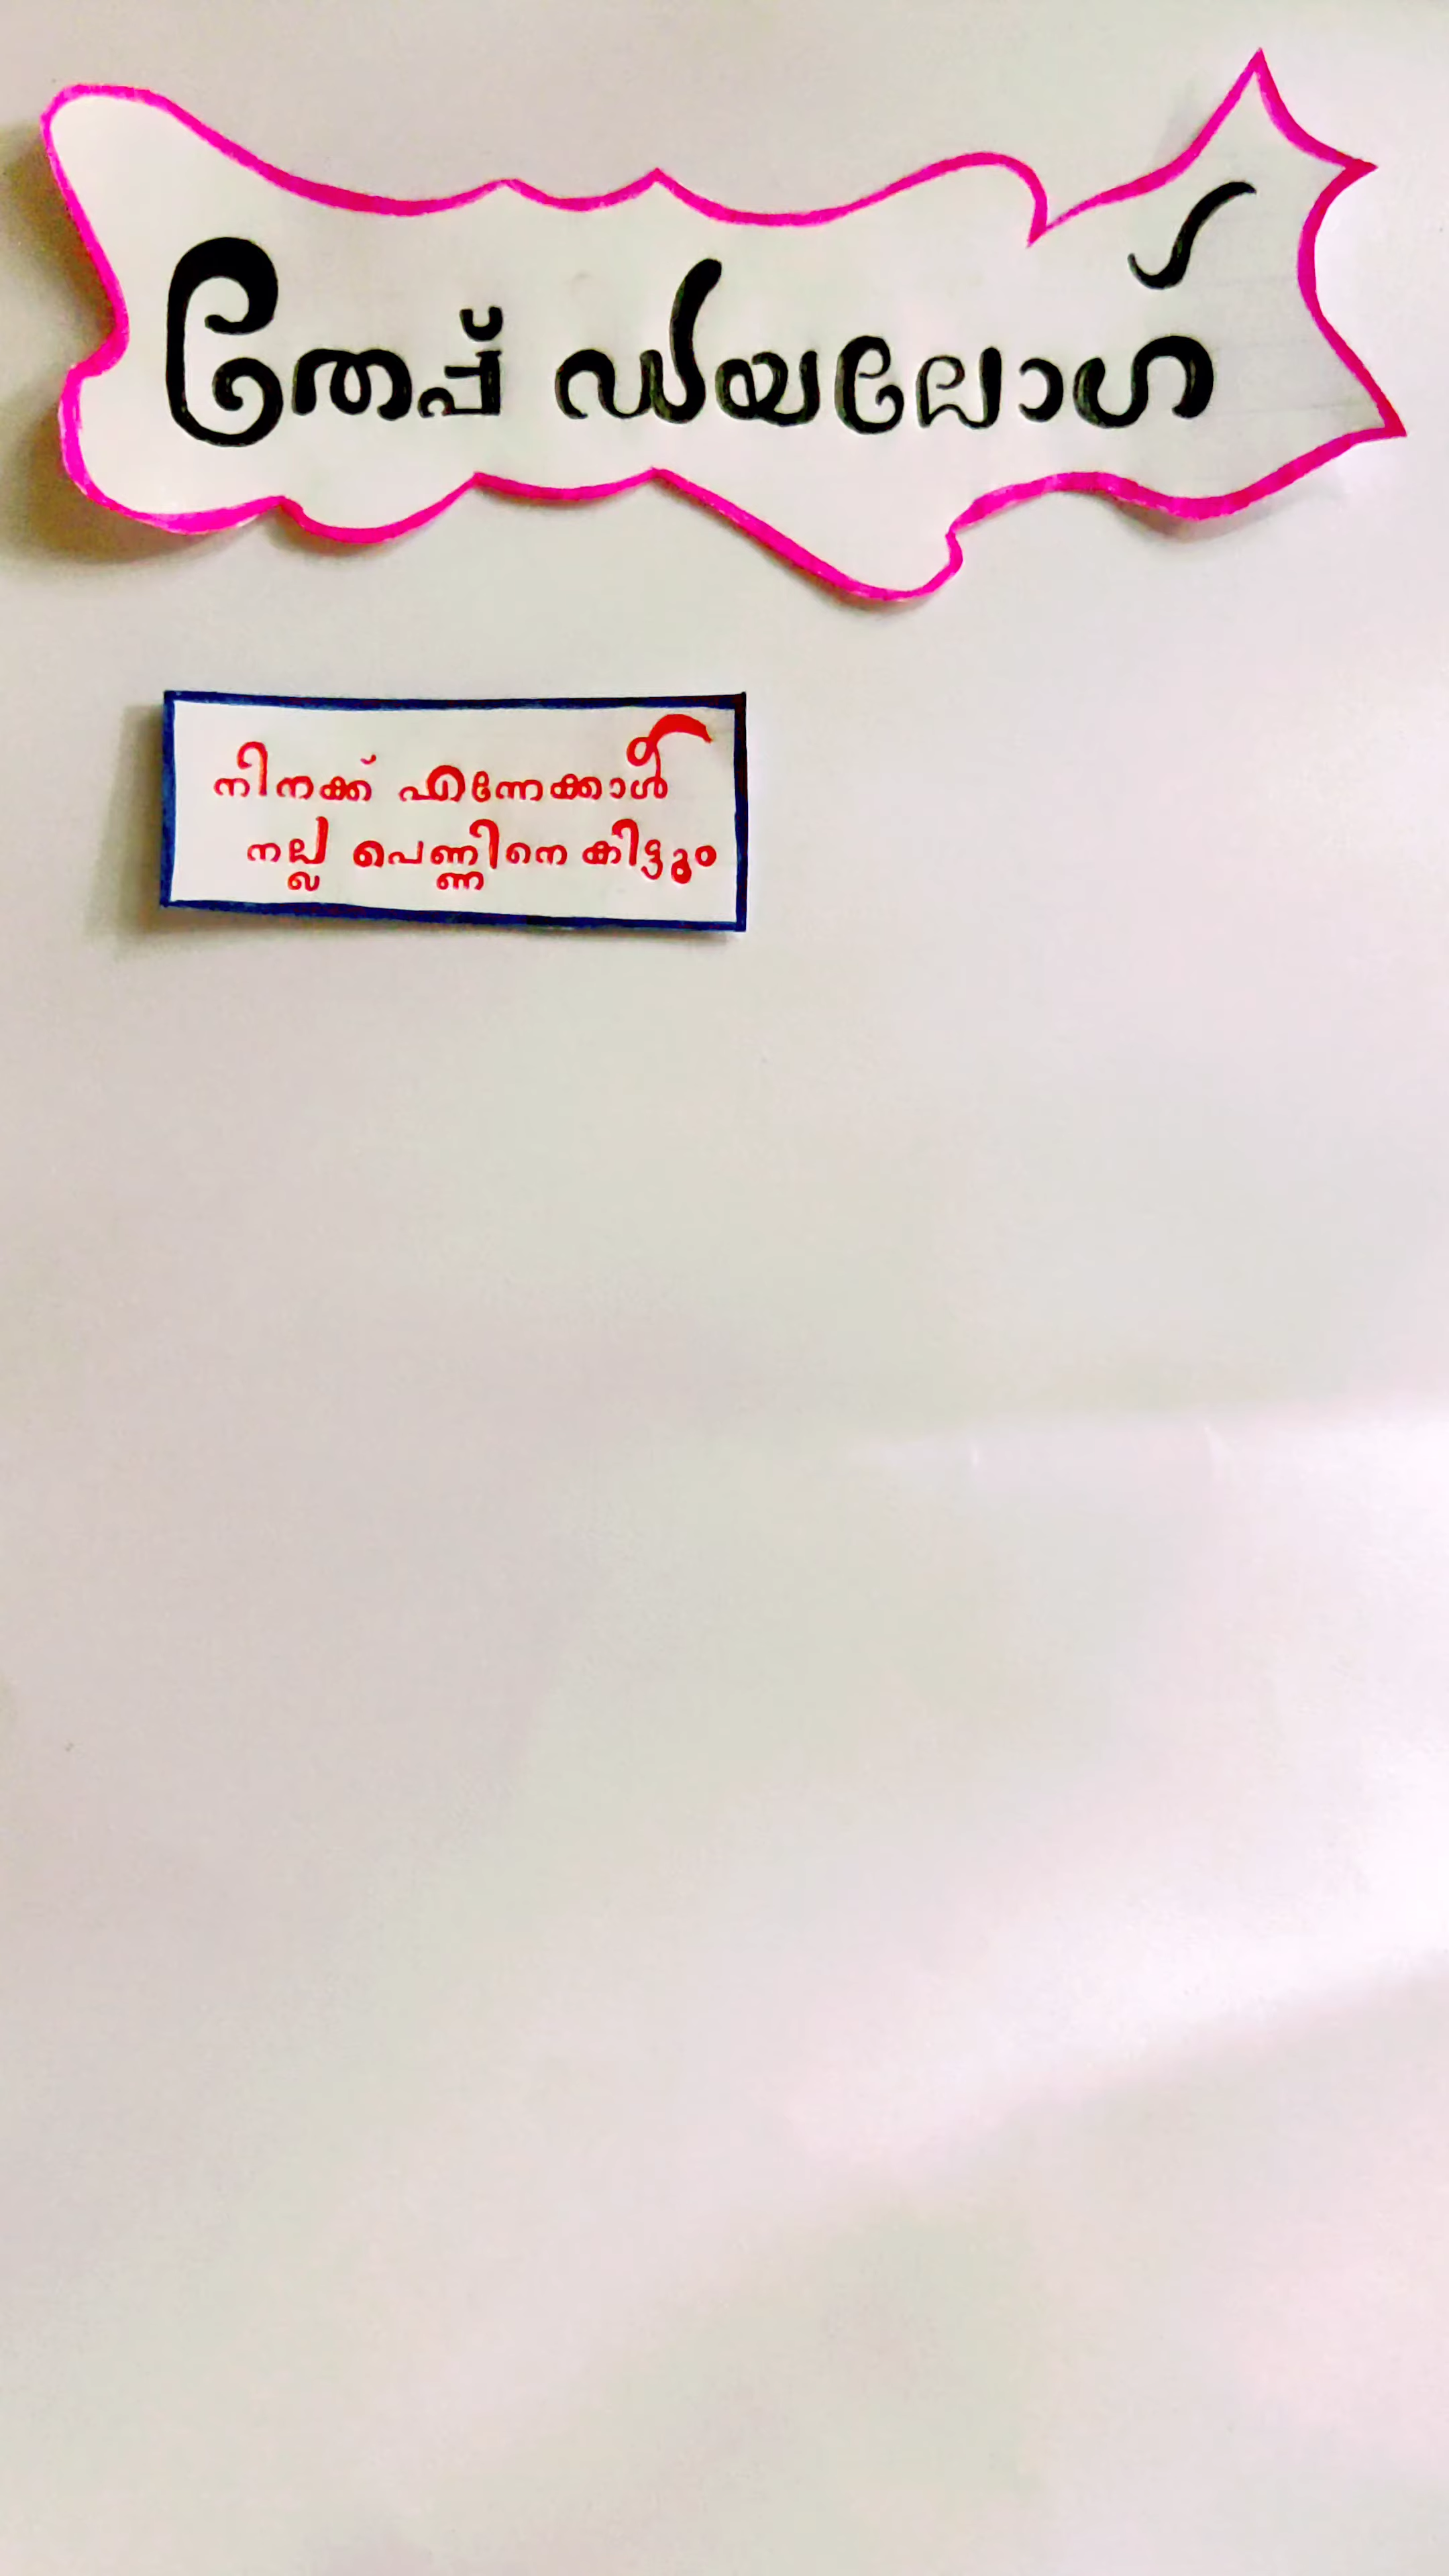 തേപ്പ് ഡയലോഗ്
നിനക്ക് എന്നേക്കാൾ
നല്ല പെണ്ണിനെ കിട്ടും